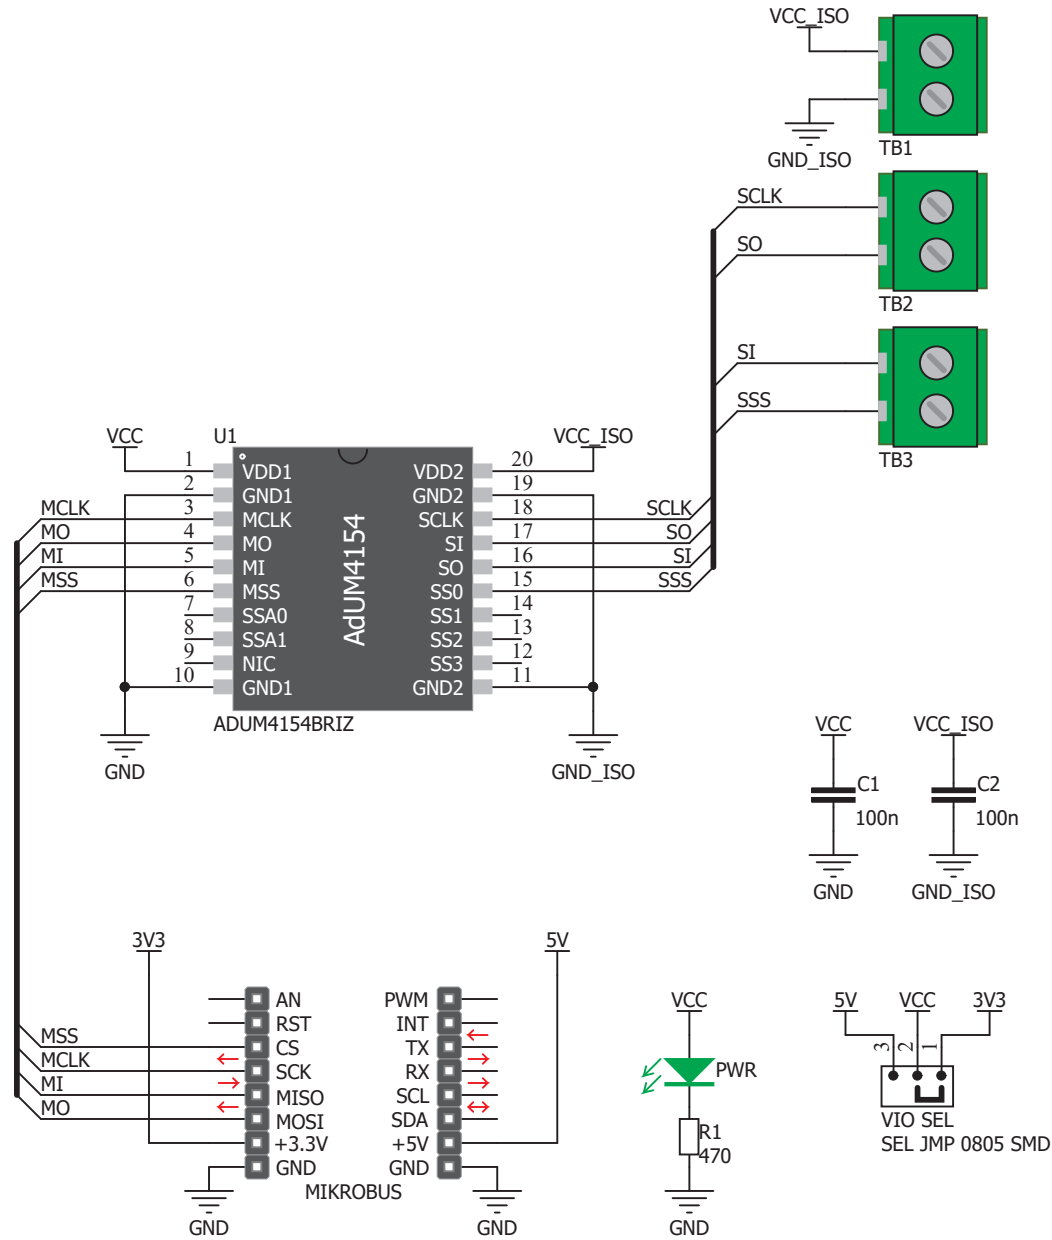 VCC_ISO
GND_ISO
TB1
SCLK
SO
TB2
SI
SSS
TB3
VCC
U1
VCC_ISO
1 VDD1 VDD2 20
2 GND1 GND2 19
MCLK 3 MCLK SCLK 18 SCLK
MO 4 MO SI 17 SO
MI 5 MI SO 16 SI
MSS 6 MSS SS0 15 SSS
7 SSA0 SS1 14
8 SSA1 SS2 13
9 NIC SS3 12
10 GND1 GND2 11
AdUM4154
ADUM4154BRIZ
GND
GND_ISO
VCC
C1
100n
GND
VCC_ISO
C2
100n
GND_ISO
3V3
5V
AN PWM
RST INT
MSS CS TX
MCLK SCK RX
MI MISO SCL
MO MOSI SDA
+3.3V +5V
GND GND
MIKROBUS
GND
GND
VCC
PWR
R1
470
GND
5V VCC 3V3
3 2 1
VIO SEL
SEL JMP 0805 SMD